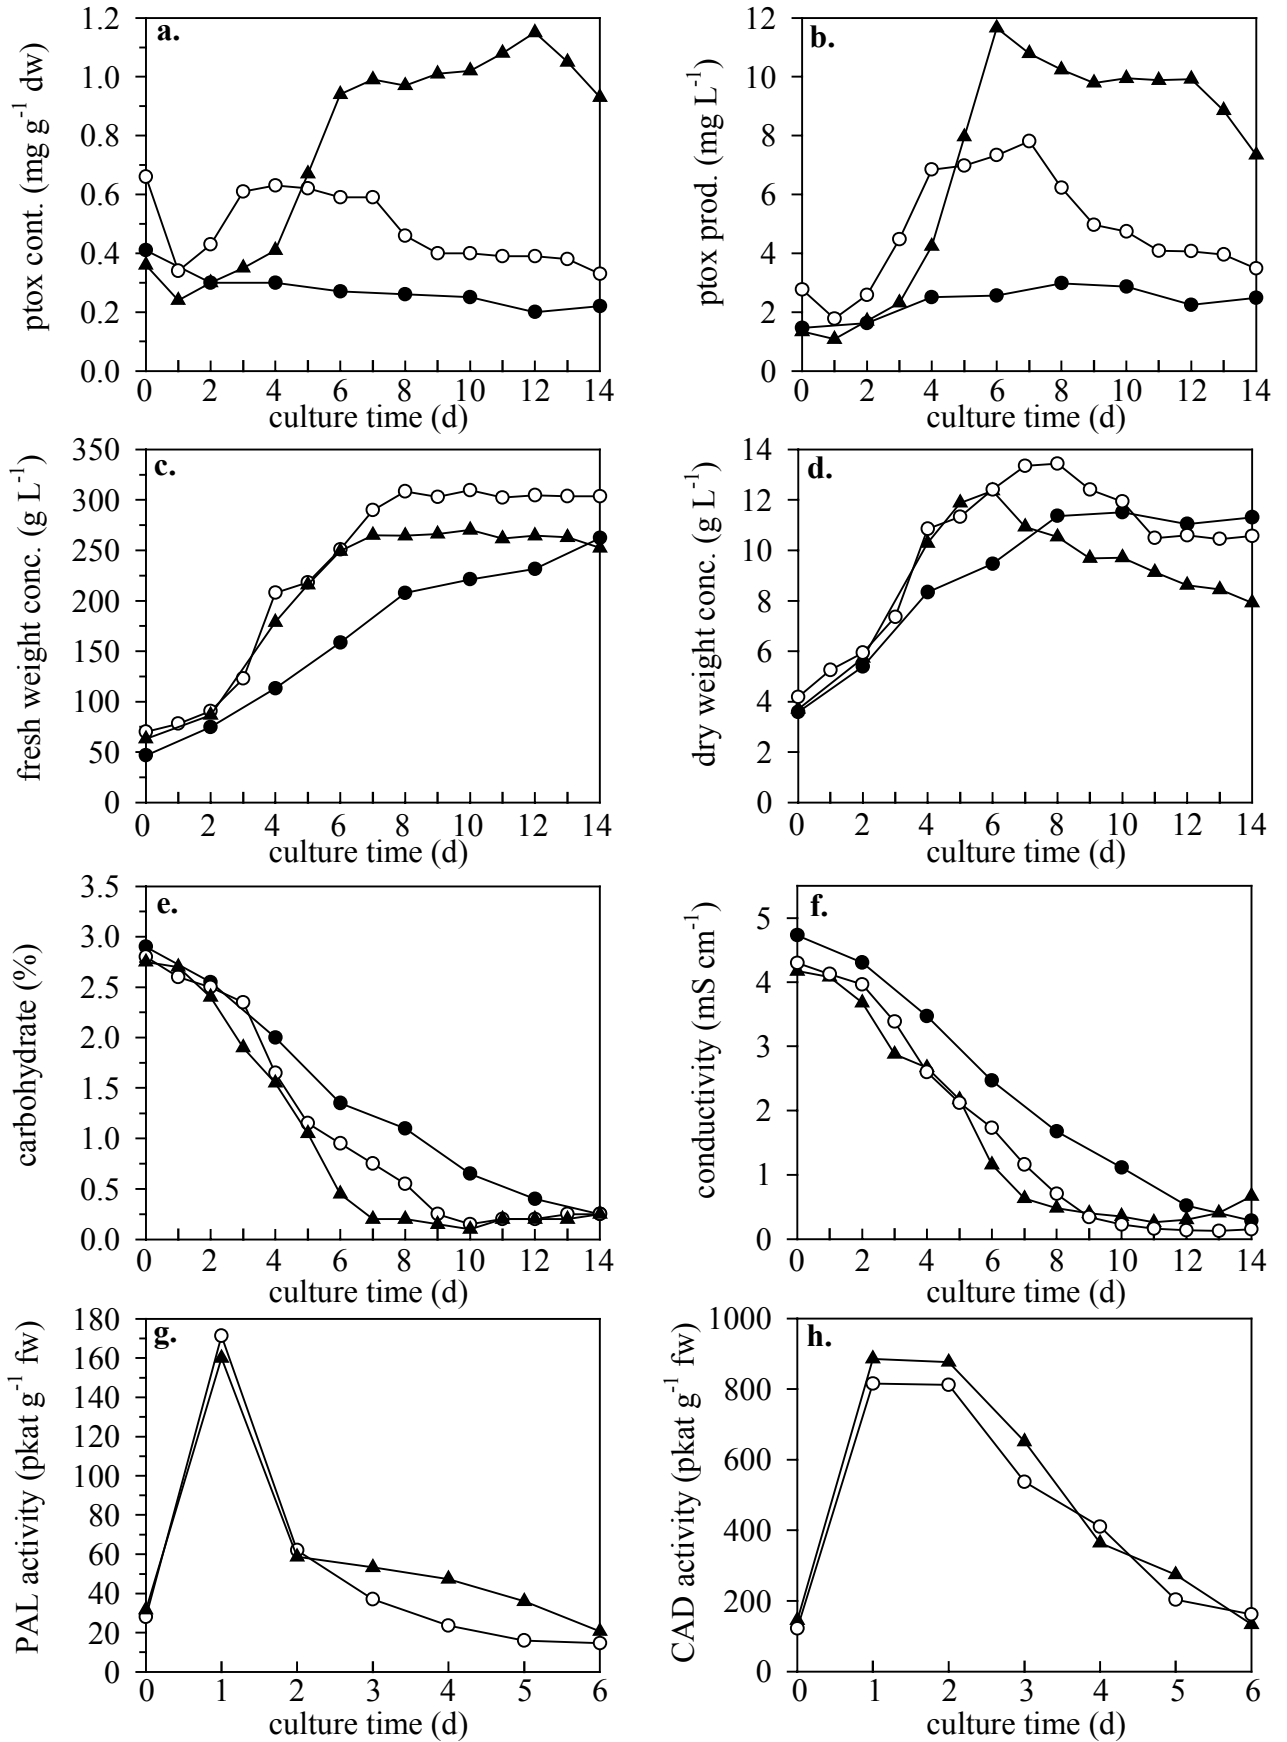 a.
ptox cont. (mg g-1 dw)
1.2
1.0
0.8
0.6
0.4
0.2
0.0
0 2 4 6 8 10 12 14
culture time (d)
b.
ptox prod. (mg L-1)
12
10
8
6
4
2
0
0 2 4 6 8 10 12 14
culture time (d)
c.
fresh weight conc. (g L-1)
350
300
250
200
150
100
50
0
0 2 4 6 8 10 12 14
culture time (d)
d.
dry weight conc. (g L-1)
14
12
10
8
6
4
2
0
0 2 4 6 8 10 12 14
culture time (d)
e.
carbohydrate (%)
3.5
3.0
2.5
2.0
1.5
1.0
0.5
0.0
0 2 4 6 8 10 12 14
culture time (d)
f.
conductivity (mS cm-1)
5
4
3
2
1
0
0 2 4 6 8 10 12 14
culture time (d)
g.
PAL activity (pkat g-1 fw)
180
160
140
120
100
80
60
40
20
0
0 1 2 3 4 5 6
culture time (d)
h.
CAD activity (pkat g-1 fw)
1000
800
600
400
200
0
0 1 2 3 4 5 6
culture time (d)